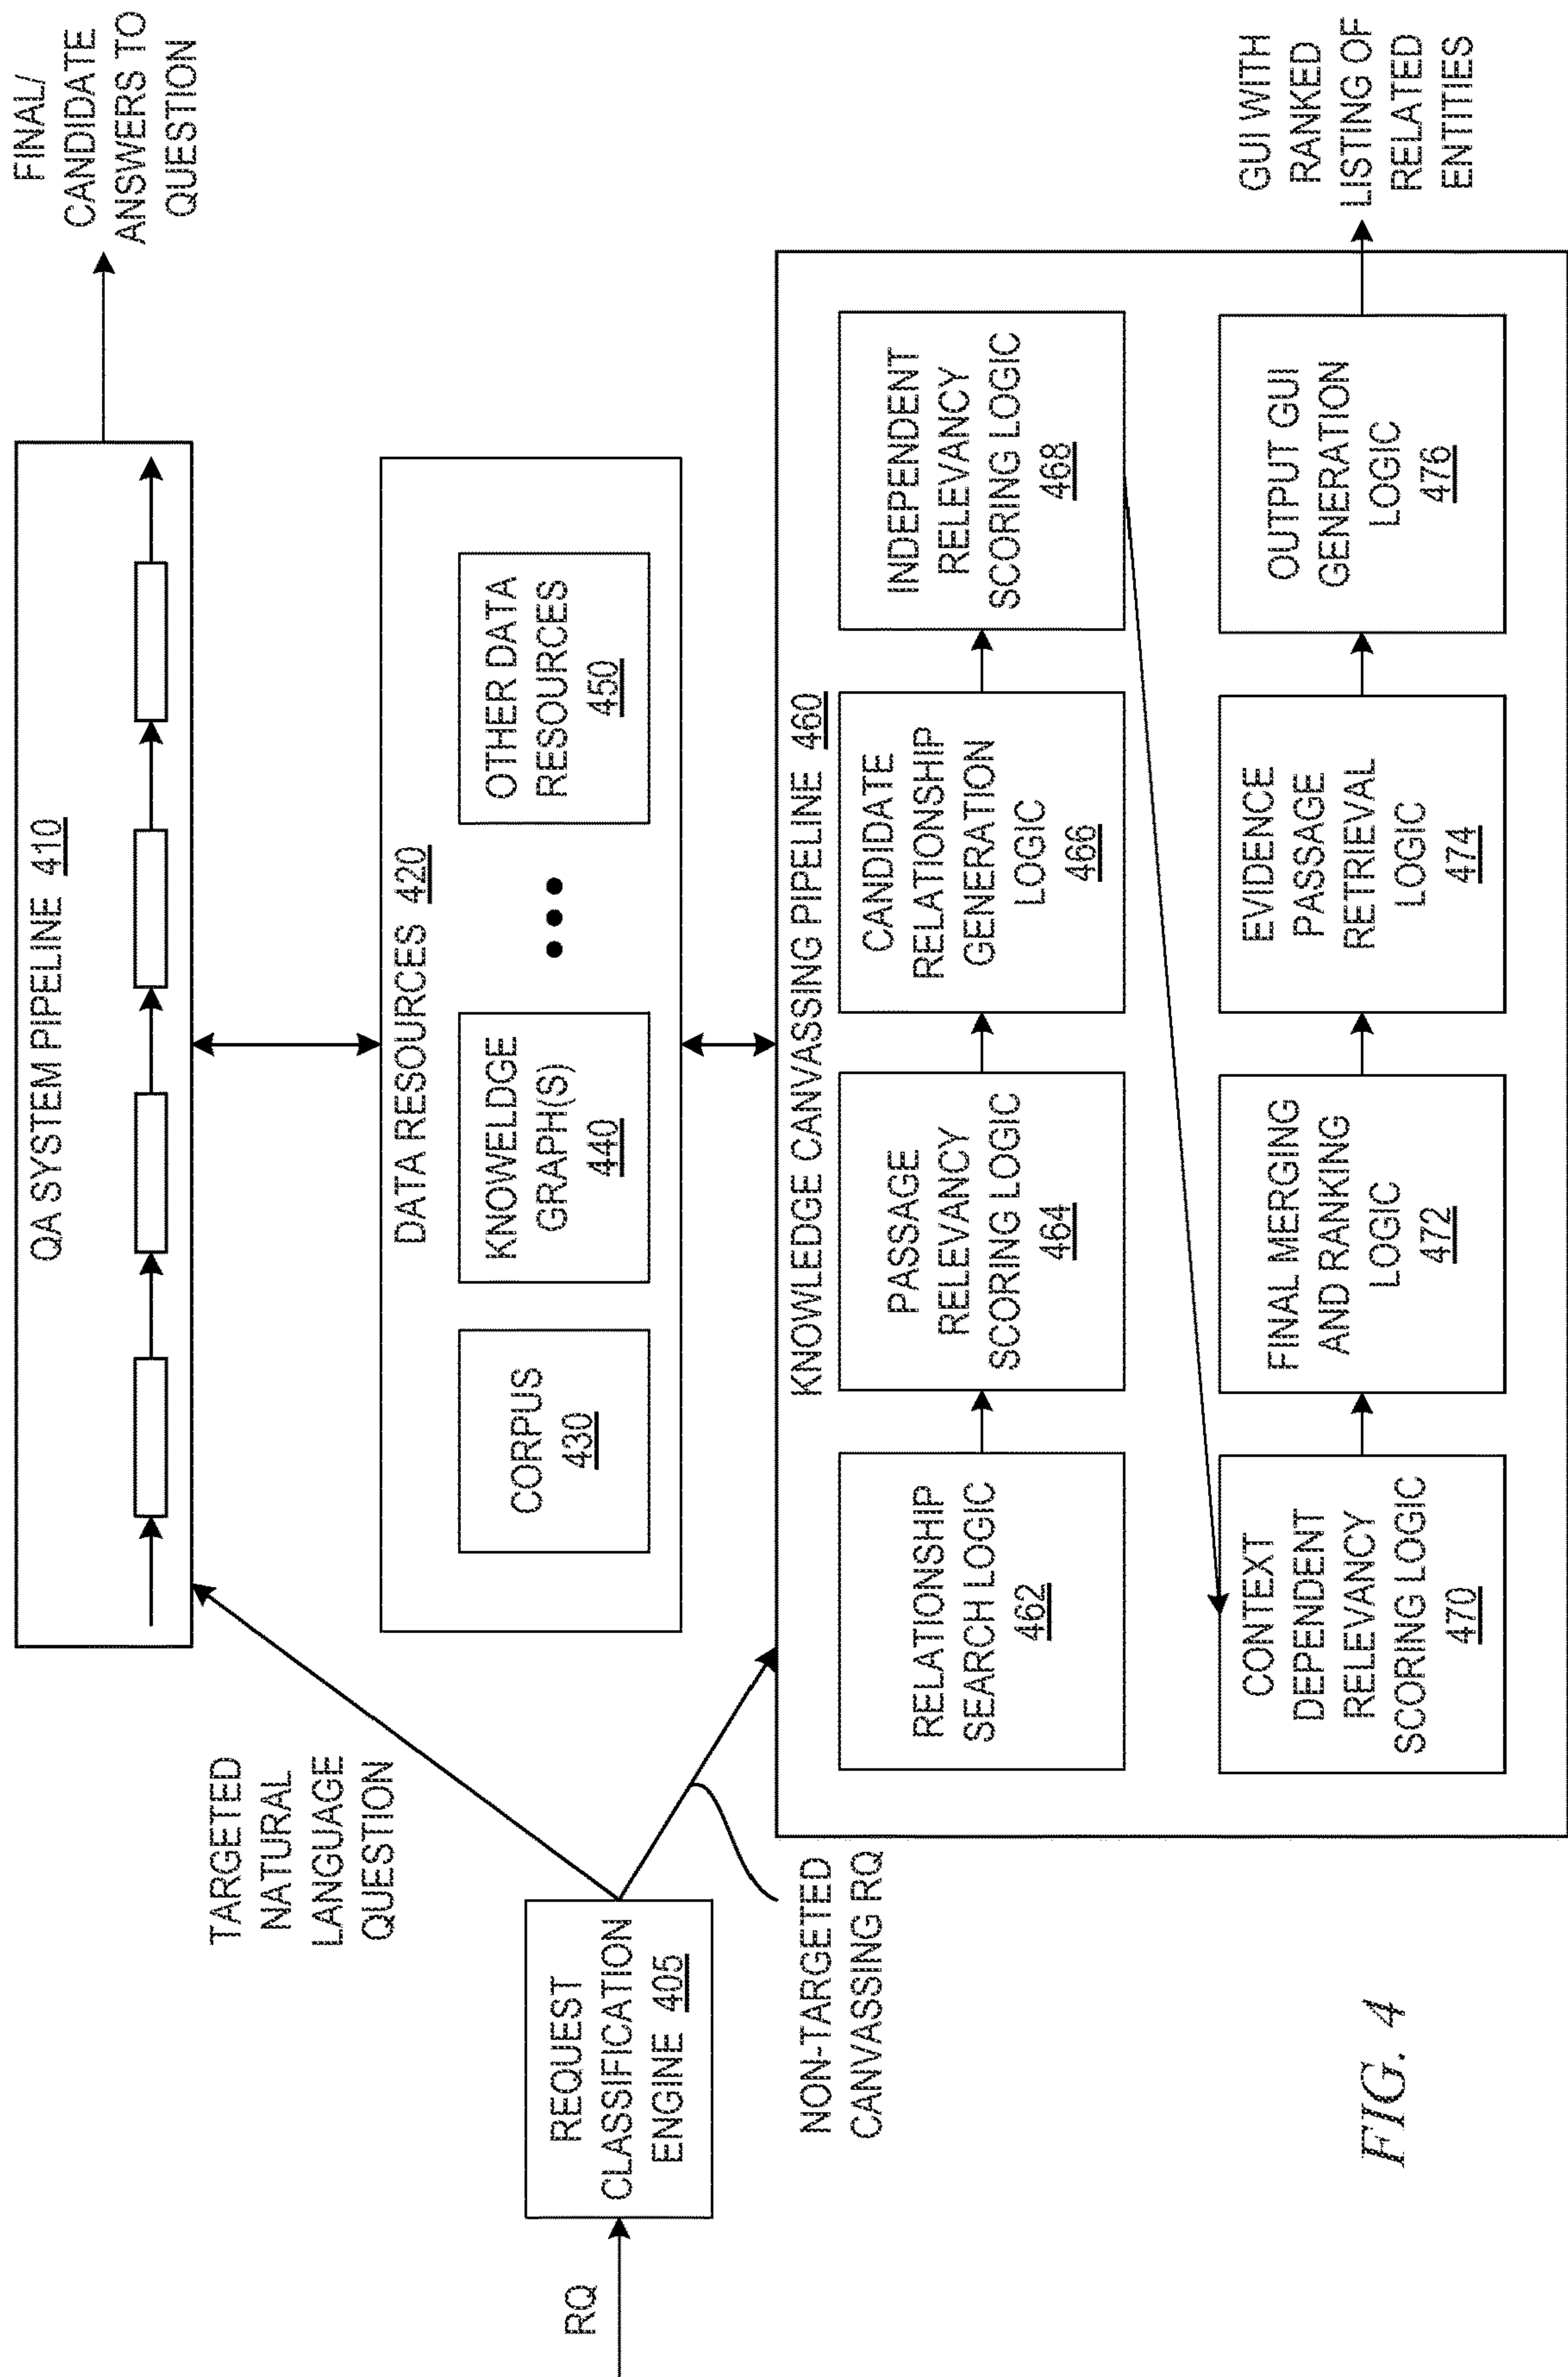 RQ
REQUEST
CLASSIFICATION
ENGINE 405
TARGETED
NATURAL
LANGUAGE
QUESTION
NON-TARGETED
CANVASSING RQ
QA SYSTEM PIPELINE 410
FINAL/
CANDIDATE
ANSWERS TO
QUESTION
DATA RESOURCES 420
CORPUS
430
KNOWELDGE
GRAPH(S)
440
OTHER DATA
RESOURCES
450
KNOWLEDGE CANVASSING PIPELINE 460
RELATIONSHIP
SEARCH LOGIC
462
PASSAGE
RELEVANCY
SCORING LOGIC
464
CANDIDATE
RELATIONSHIP
GENERATION
LOGIC
466
INDEPENDENT
RELEVANCY
SCORING LOGIC
468
CONTEXT
DEPENDENT
RELEVANCY
SCORING LOGIC
470
FINAL MERGING
AND RANKING
LOGIC
472
EVIDENCE
PASSAGE
RETRIEVAL
LOGIC
474
OUTPUT GUI
GENERATION
LOGIC
476
GUI WITH
RANKED
LISTING OF
RELATED
ENTITIES
FIG. 4